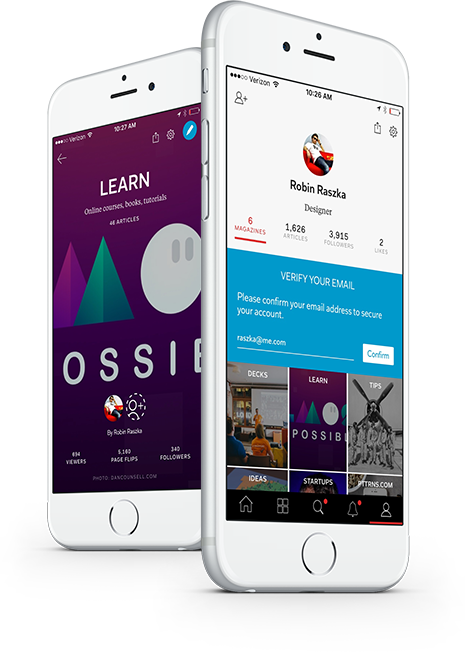 Verizon
10:27 AM
LEARN
Online courses, books, tutorials
46 ARTICLES
OSSIB
By Robin Raszka
694
VIEWERS
5,160
PAGE FLIPS
340
FOLLOWERS
PHOTO: DANCOUNSELL.COM
Verizon
10:26 AM
Robin Raszka
Designer
6
MAGAZINES
1,626
ARTICLES
3,915
FOLLOWERS
2
LIKES
VERIFY YOUR EMAIL
Please confirm your email address to secure
your account.
raszka@me.com
Confirm
DECKS
LEARN
TIPS
POSSIBL
IDEAS
STARTUPS
PTTRNS.COM